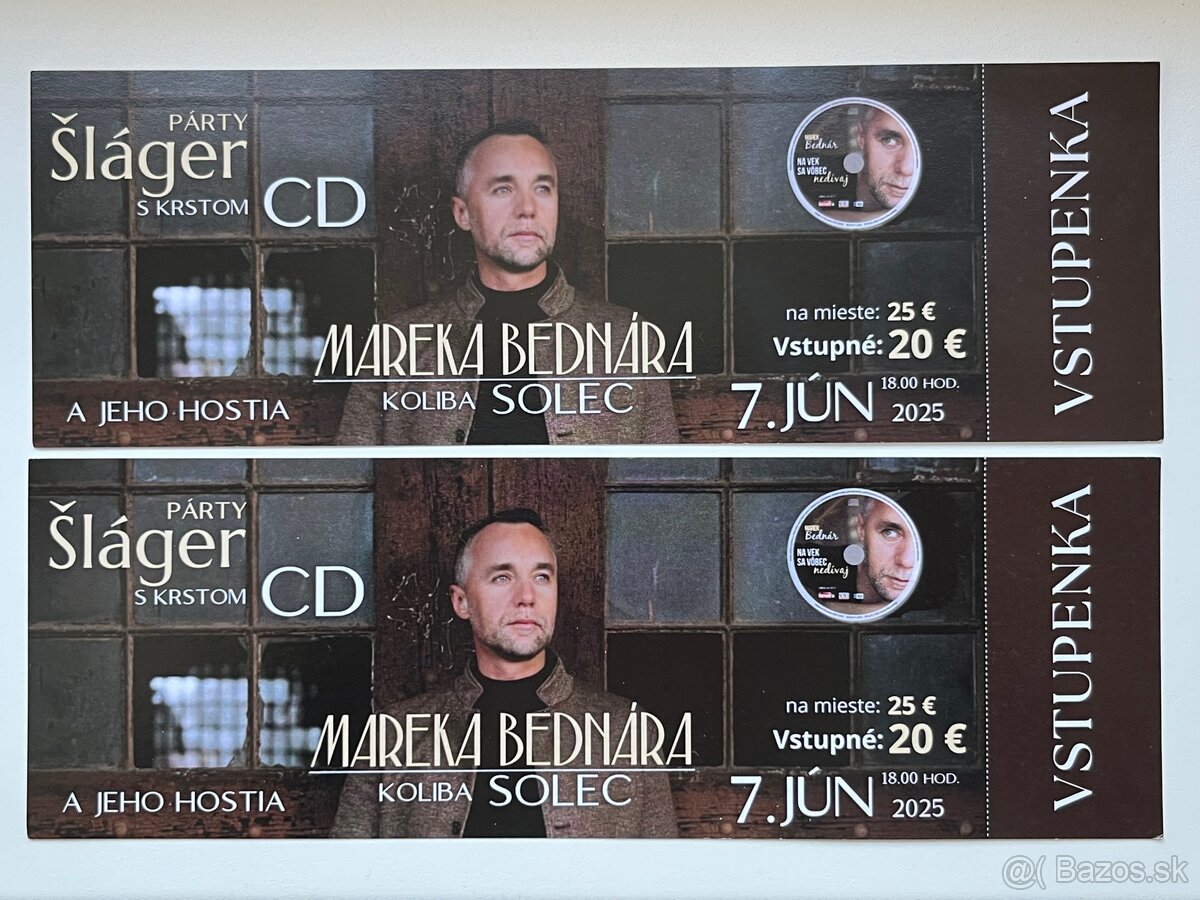 PÁRTY
Šláger
S KRSTOM CD
MAREK
Bednár
NA VEK
SA VÔBEC
nedívaj
na mieste: 25 €
Vstupné: 20 €
MAREKA BEDNÁRA
KOLIBA SOLEC
A JEHO HOSTIA
7. JÚN 18.00 HOD.
2025
VSTUPENKA
PÁRTY
Šláger
S KRSTOM CD
MAREK
Bednár
NA VEK
SA VÔBEC
nedívaj
na mieste: 25 €
Vstupné: 20 €
MAREKA BEDNÁRA
KOLIBA SOLEC
A JEHO HOSTIA
7. JÚN 18.00 HOD.
2025
VSTUPENKA
@( Bazos.sk